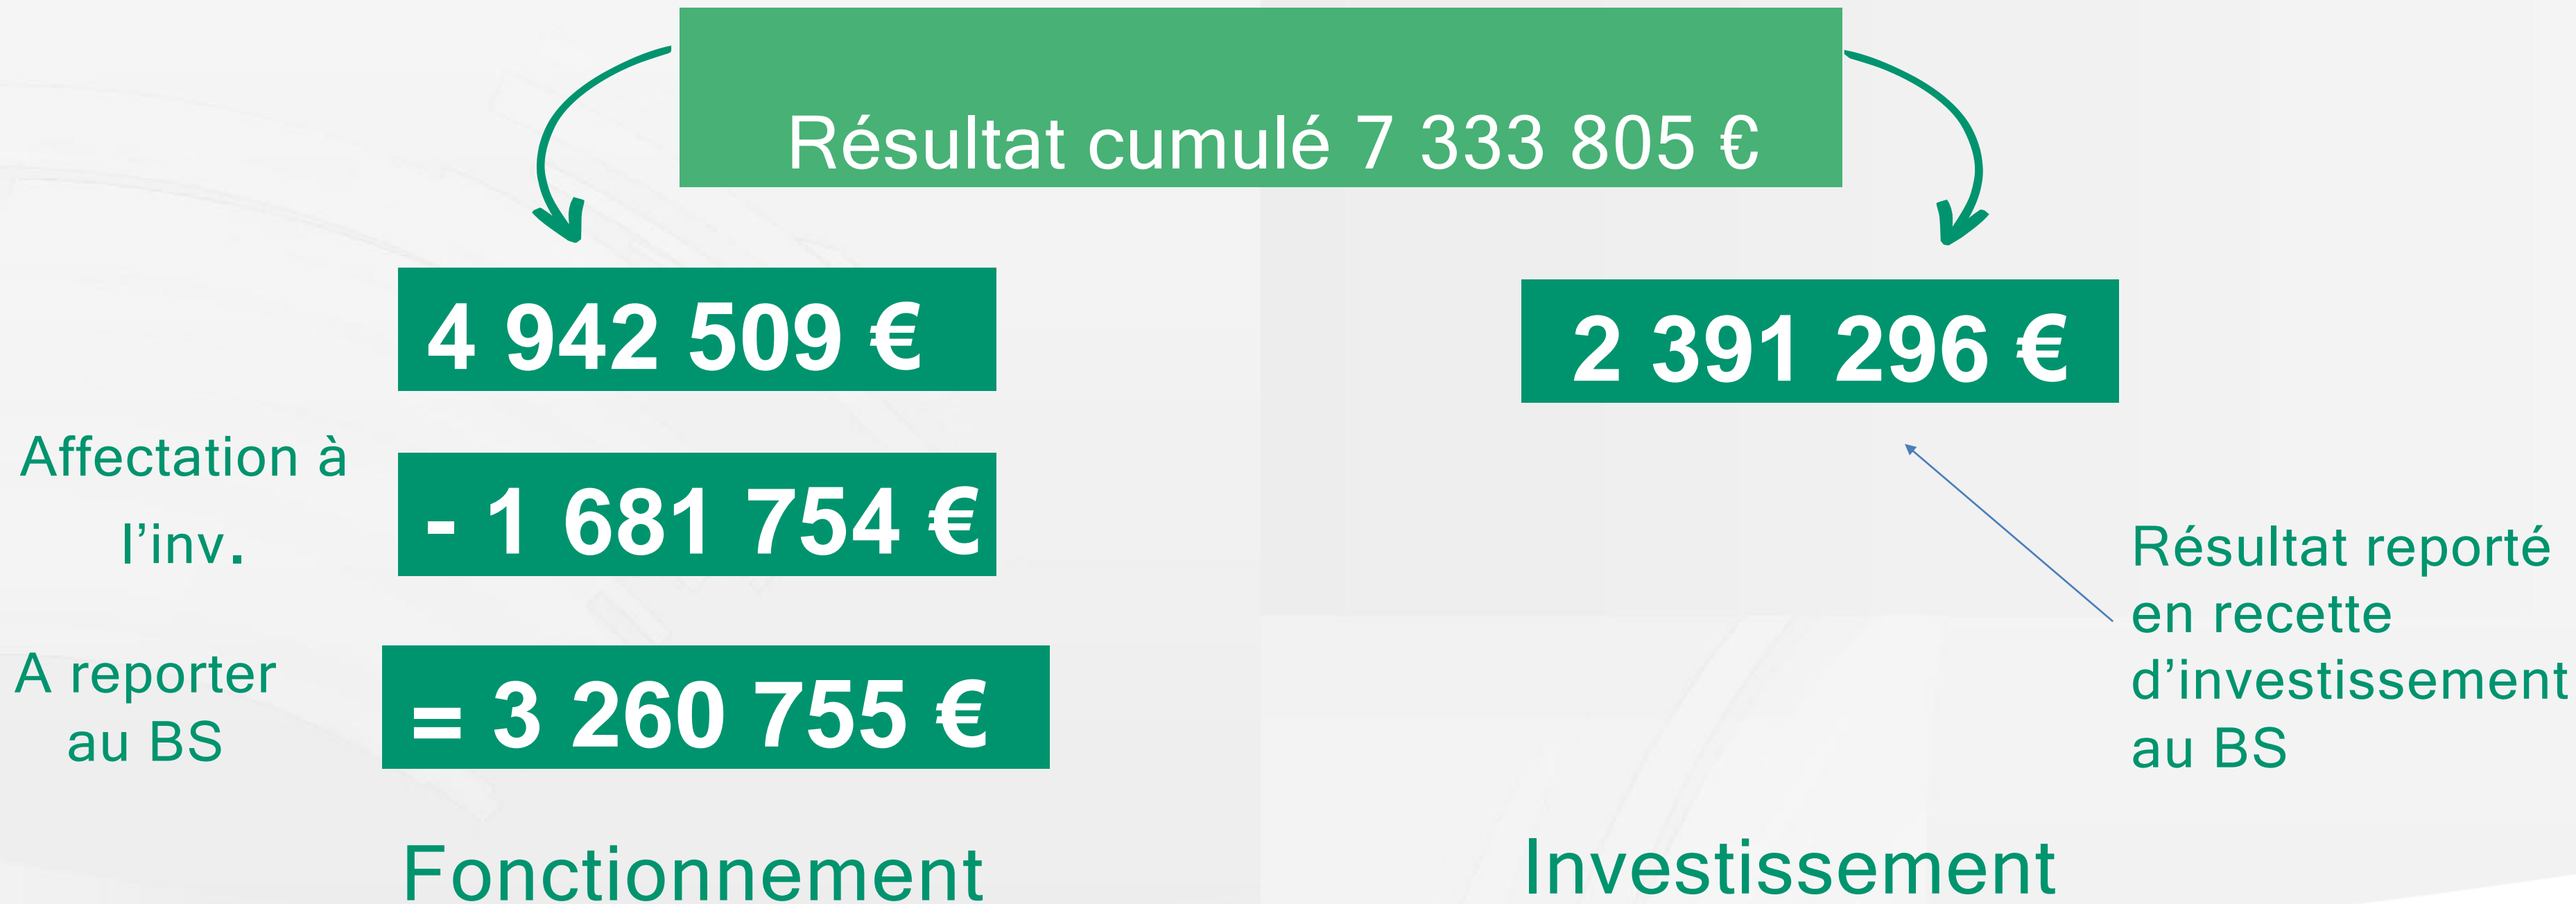 Résultat cumulé 7 333 805 €
4 942 509 €
2 391 296 €
Affectation à
l’inv.
- 1 681 754 €
A reporter
au BS
= 3 260 755 €
Résultat reporté
en recette
d’investissement
au BS
Fonctionnement
Investissement